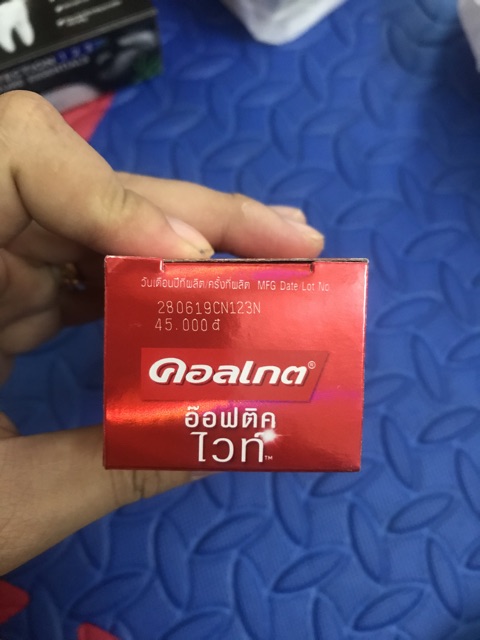 วันเดือนปีที่ผลิต/ครั้งที่ผลิต MFG Date-Lot No
280619CN123N
45.000 đ
คอลเกต®
อ๊อฟติค
ไวท์™